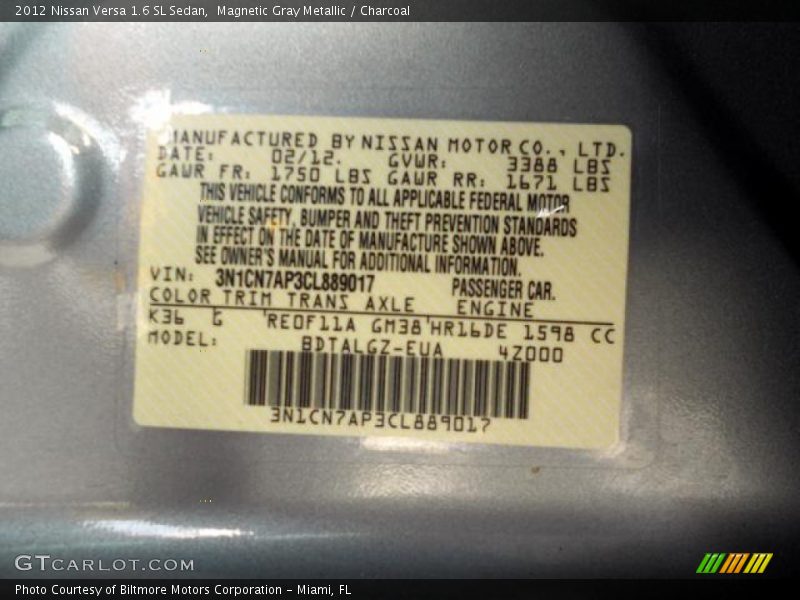 2012 Nissan Versa 1.6 SL Sedan,  Magnetic Gray Metallic / Charcoal
MANUFACTURED BY NISSAN MOTOR CO., LTD.
DATE: 02/12. GVWR: 3388 LBS
GAWR FR: 1750 LBS GAWR RR: 1671 LBS
THIS VEHICLE CONFORMS TO ALL APPLICABLE FEDERAL MOTOR
VEHICLE SAFETY, BUMPER AND THEFT PREVENTION STANDARDS
IN EFFECT ON THE DATE OF MANUFACTURE SHOWN ABOVE.
SEE OWNER'S MANUAL FOR ADDITIONAL INFORMATION.
VIN: 3N1CN7AP3CL889017 PASSENGER CAR.
COLOR TRIM TRANS AXLE ENGINE
K36 G 'RE0F11A GM38'HR16DE 1598 CC
MODEL: BDTALGZ-EUA 4Z000
3N1CN7AP3CL889017
GTCARLOT.COM
Photo Courtesy of Biltmore Motors Corporation - Miami, FL